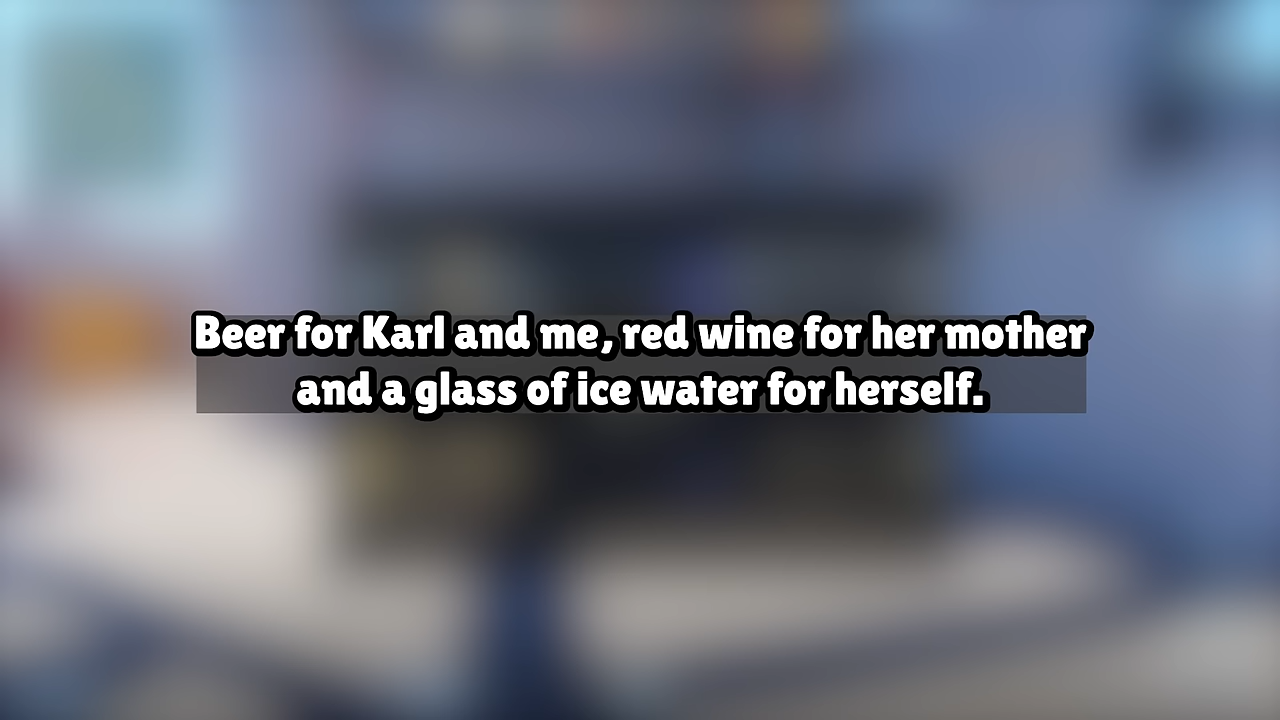 Beer for Karl and me, red wine for her mother
and a glass of ice water for herself.